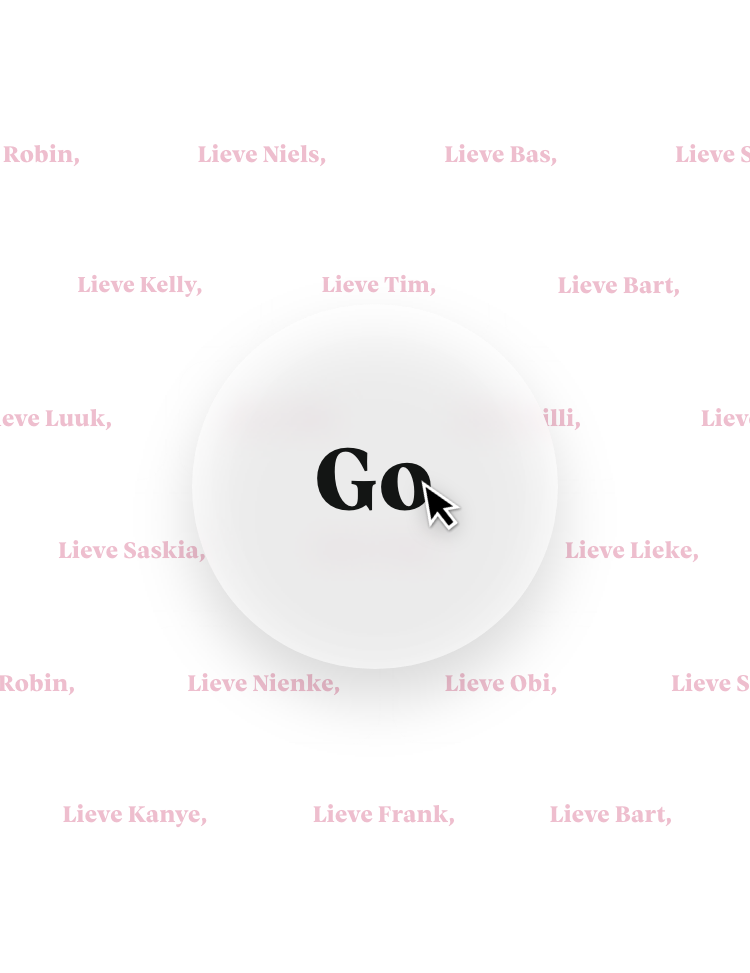 Robin, Lieve Niels, Lieve Bas, Lieve S
Lieve Kelly, Lieve Tim, Lieve Bart,
eve Luuk, illi, Liev
Go
Lieve Saskia, Lieve Lieke,
Robin, Lieve Nienke, Lieve Obi, Lieve S
Lieve Kanye, Lieve Frank, Lieve Bart,